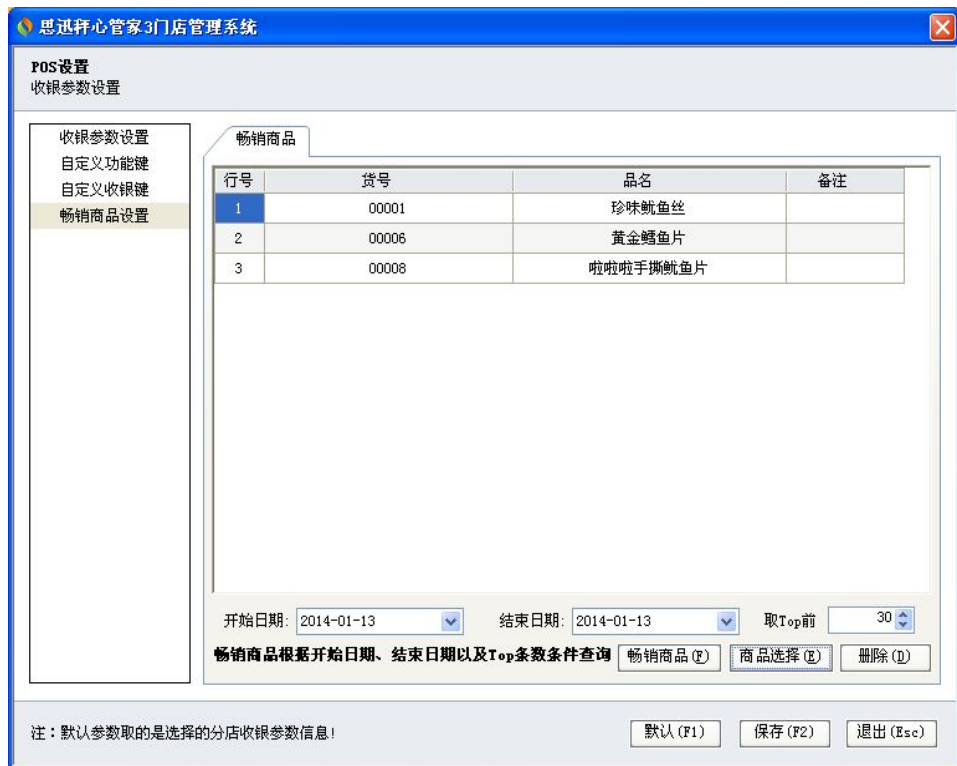 思迅秤心管家3门店管理系统
POS设置
收银参数设置
收银参数设置
自定义功能键
自定义收银键
畅销商品设置
畅销商品
行号 货号 品名 备注
1 00001 珍味鱿鱼丝
2 00006 黄金鳕鱼片
3 00008 啦啦啦手撕鱿鱼片
开始日期: 2014-01-13 结束日期: 2014-01-13 取Top前 30
畅销商品根据开始日期、结束日期以及Top条数条件查询 畅销商品(F) 商品选择(E) 删除(D)
注：默认参数取的是选择的分店收银参数信息! 默认(F1) 保存(F2) 退出(Esc)